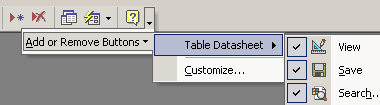 Add or Remove Buttons
Table Datasheet
View
Customize...
Save
Search...